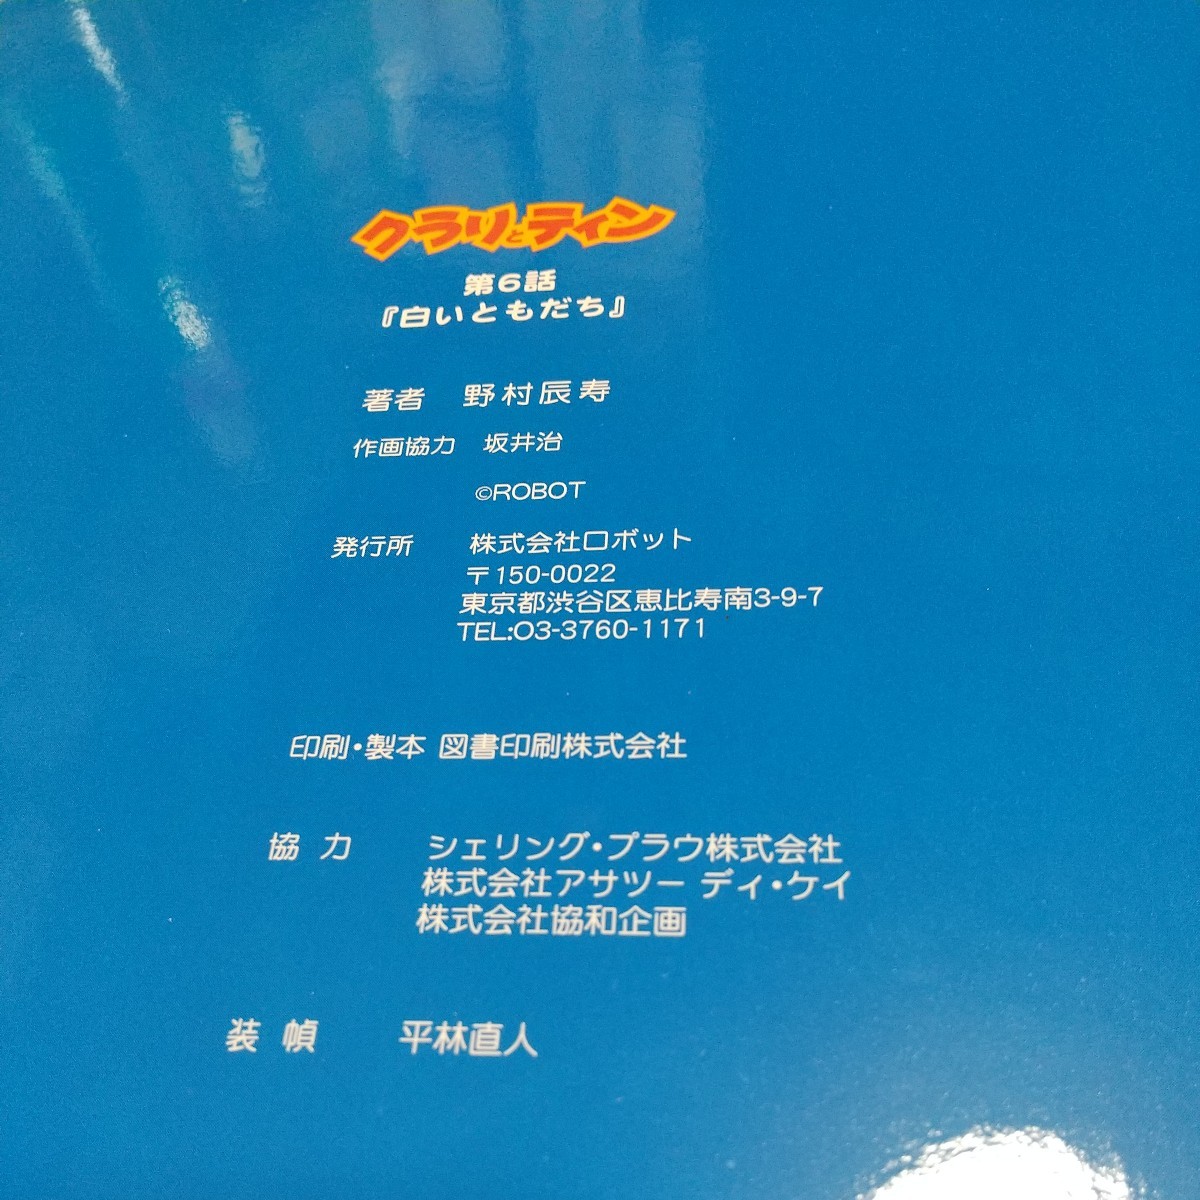 クラリとティン
第6話
『白いともだち』
著者 野村辰寿
作画協力 坂井治
©ROBOT
発行所 株式会社ロボット
〒150-0022
東京都渋谷区恵比寿南3-9-7
TEL:03-3760-1171
印刷・製本 図書印刷株式会社
協力 シェリング・プラウ株式会社
株式会社アサツー ディ・ケイ
株式会社協和企画
装幀 平林直人